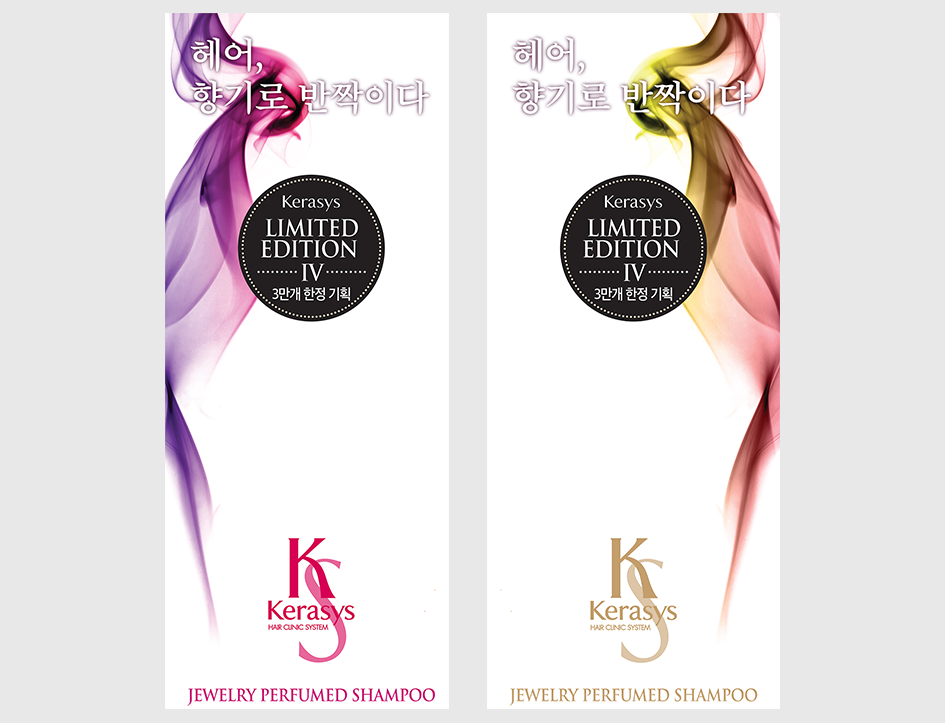 헤어,
향기로 반짝이다
Kerasys
LIMITED
EDITION
IV
3만개 한정 기획
KS
Kerasys
HAIR CLINIC SYSTEM
JEWELRY PERFUMED SHAMPOO
헤어,
향기로 반짝이다
Kerasys
LIMITED
EDITION
IV
3만개 한정 기획
KS
Kerasys
HAIR CLINIC SYSTEM
JEWELRY PERFUMED SHAMPOO